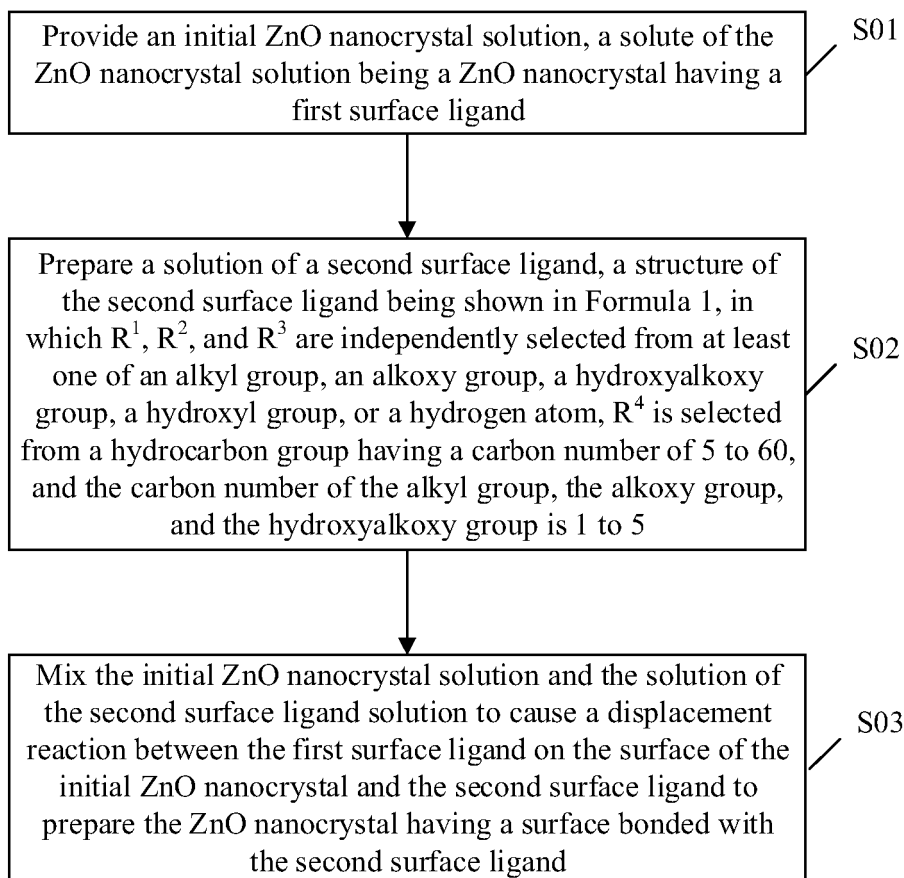 Provide an initial ZnO nanocrystal solution, a solute of the
ZnO nanocrystal solution being a ZnO nanocrystal having a
first surface ligand
S01
Prepare a solution of a second surface ligand, a structure of
the second surface ligand being shown in Formula 1, in
which R¹, R², and R³ are independently selected from at least
one of an alkyl group, an alkoxy group, a hydroxyalkoxy
group, a hydroxyl group, or a hydrogen atom, R⁴ is selected
from a hydrocarbon group having a carbon number of 5 to 60,
and the carbon number of the alkyl group, the alkoxy group,
and the hydroxyalkoxy group is 1 to 5
S02
Mix the initial ZnO nanocrystal solution and the solution of
the second surface ligand solution to cause a displacement
reaction between the first surface ligand on the surface of the
initial ZnO nanocrystal and the second surface ligand to
prepare the ZnO nanocrystal having a surface bonded with
the second surface ligand
S03